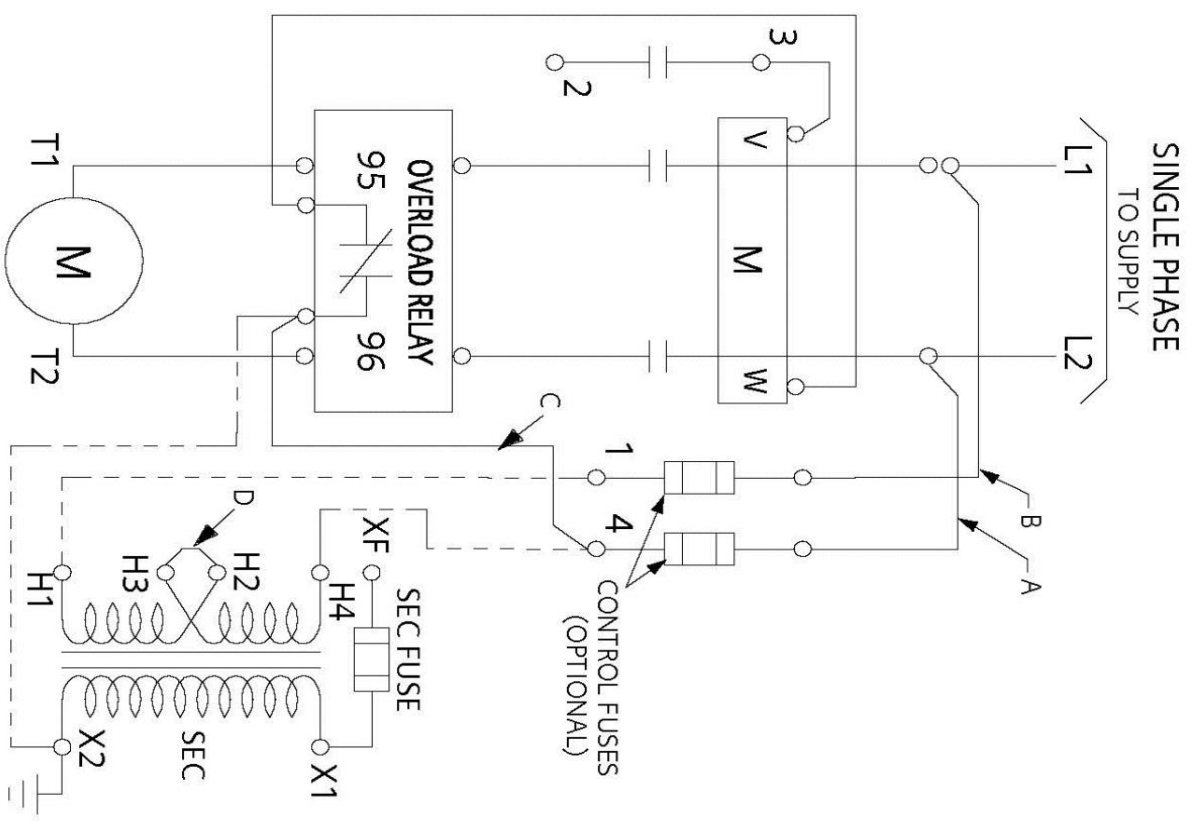 SINGLE PHASE
TO SUPPLY
L1
L2
3
2
V
M
W
OVERLOAD RELAY
95
96
T1
M
T2
C
1
4
B
A
CONTROL FUSES
(OPTIONAL)
D
XF
SEC FUSE
H1
H3
H2
H4
X2
SEC
X1